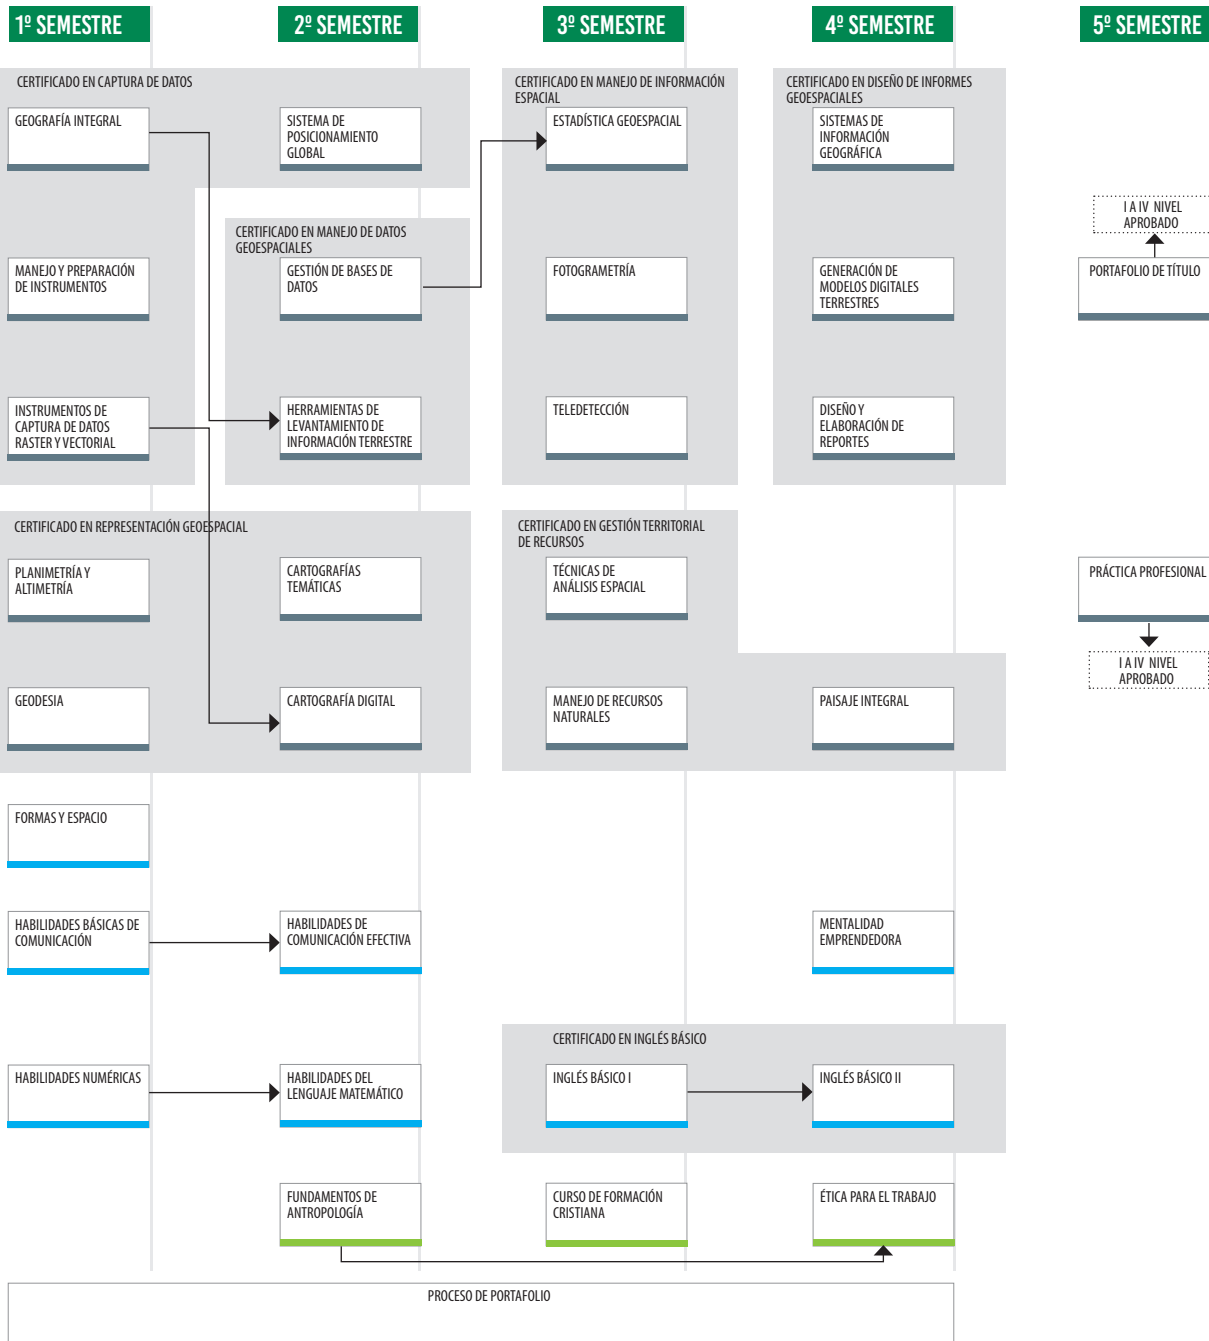 1º SEMESTRE
2º SEMESTRE
3º SEMESTRE
4º SEMESTRE
5º SEMESTRE
CERTIFICADO EN CAPTURA DE DATOS
CERTIFICADO EN MANEJO DE INFORMACIÓN
ESPACIAL
CERTIFICADO EN DISEÑO DE INFORMES
GEOESPACIALES
GEOGRAFÍA INTEGRAL
SISTEMA DE
POSICIONAMIENTO
GLOBAL
ESTADÍSTICA GEOESPACIAL
SISTEMAS DE
INFORMACIÓN
GEOGRÁFICA
I A IV NIVEL
APROBADO
CERTIFICADO EN MANEJO DE DATOS
GEOESPACIALES
MANEJO Y PREPARACIÓN
DE INSTRUMENTOS
GESTIÓN DE BASES DE
DATOS
FOTOGRAMETRÍA
GENERACIÓN DE
MODELOS DIGITALES
TERRESTRES
PORTAFOLIO DE TÍTULO
INSTRUMENTOS DE
CAPTURA DE DATOS
RASTER Y VECTORIAL
HERRAMIENTAS DE
LEVANTAMIENTO DE
INFORMACIÓN TERRESTRE
TELEDETECCIÓN
DISEÑO Y
ELABORACIÓN DE
REPORTES
CERTIFICADO EN REPRESENTACIÓN GEOESPACIAL
CERTIFICADO EN GESTIÓN TERRITORIAL
DE RECURSOS
PLANIMETRÍA Y
ALTIMETRÍA
CARTOGRAFÍAS
TEMÁTICAS
TÉCNICAS DE
ANÁLISIS ESPACIAL
PRÁCTICA PROFESIONAL
I A IV NIVEL
APROBADO
GEODESIA
CARTOGRAFÍA DIGITAL
MANEJO DE RECURSOS
NATURALES
PAISAJE INTEGRAL
FORMAS Y ESPACIO
HABILIDADES BÁSICAS DE
COMUNICACIÓN
HABILIDADES DE
COMUNICACIÓN EFECTIVA
MENTALIDAD
EMPRENDEDORA
CERTIFICADO EN INGLÉS BÁSICO
HABILIDADES NUMÉRICAS
HABILIDADES DEL
LENGUAJE MATEMÁTICO
INGLÉS BÁSICO I
INGLÉS BÁSICO II
FUNDAMENTOS DE
ANTROPOLOGÍA
CURSO DE FORMACIÓN
CRISTIANA
ÉTICA PARA EL TRABAJO
PROCESO DE PORTAFOLIO